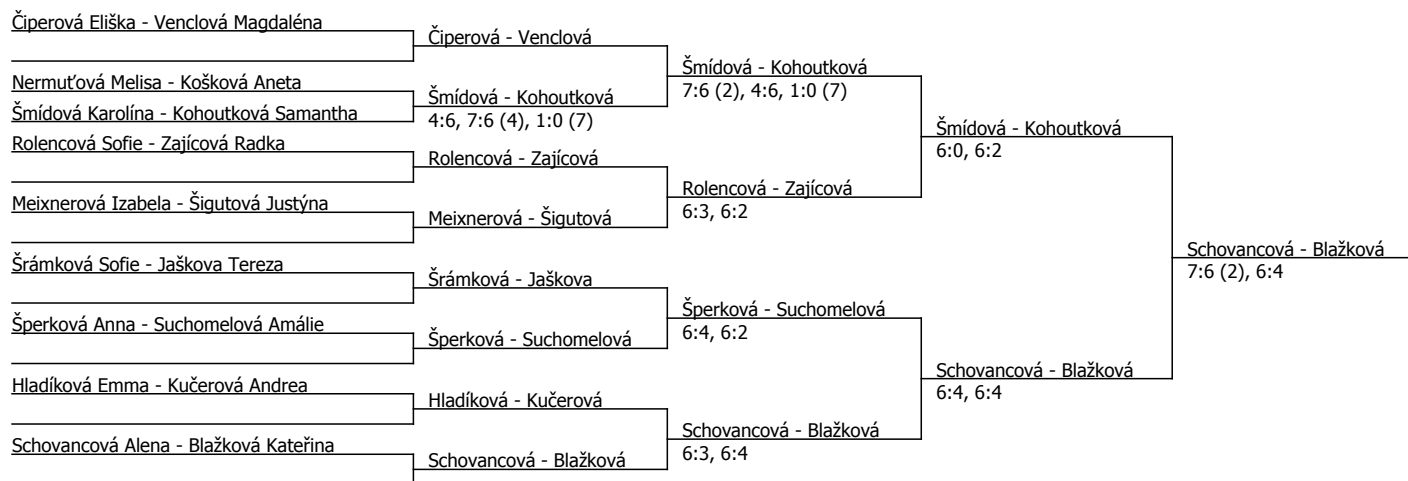 Čiperová Eliška - Venclová Magdaléna
Nermuťová Melisa - Košková Aneta
Šmídová Karolína - Kohoutková Samantha
Rolencová Sofie - Zajícová Radka
Meixnerová Izabela - Šigutová Justýna
Šrámková Sofie - Jaškova Tereza
Šperková Anna - Suchomelová Amálie
Hladíková Emma - Kučerová Andrea
Schovancová Alena - Blažková Kateřina
Čiperová - Venclová
Šmídová - Kohoutková
4:6, 7:6 (4), 1:0 (7)
Rolencová - Zajícová
Meixnerová - Šigutová
Šrámková - Jaškova
Šperková - Suchomelová
Hladíková - Kučerová
Schovancová - Blažková
Šmídová - Kohoutková
7:6 (2), 4:6, 1:0 (7)
Rolencová - Zajícová
6:3, 6:2
Šperková - Suchomelová
6:4, 6:2
Schovancová - Blažková
6:3, 6:4
Šmídová - Kohoutková
6:0, 6:2
Schovancová - Blažková
6:4, 6:4
Schovancová - Blažková
7:6 (2), 6:4